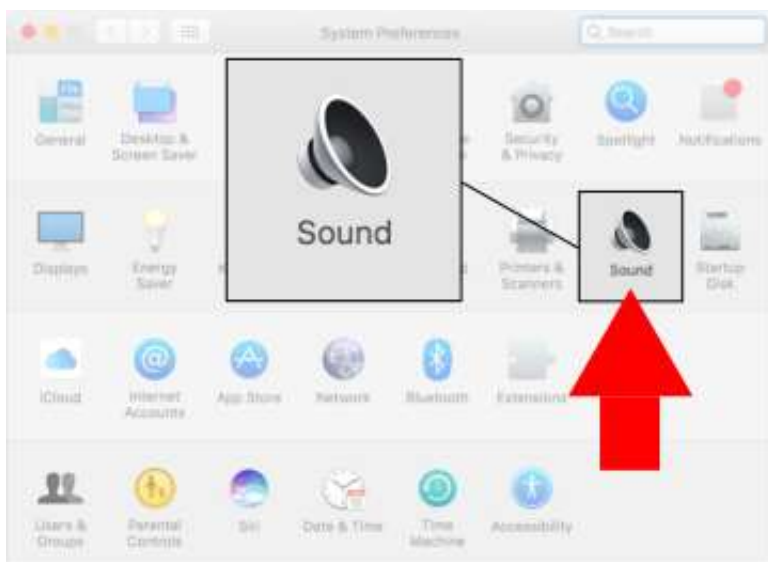 System Preferences
Search
General
Desktop &
Screen Saver
Security
& Privacy
Spotlight
Notifications
Sound
Displays
Energy
Saver
Printers &
Scanners
Sound
Startup
Disk
iCloud
Internet
Accounts
App Store
Network
Bluetooth
Extensions
Users &
Groups
Parental
Controls
Siri
Date & Time
Time
Machine
Accessibility